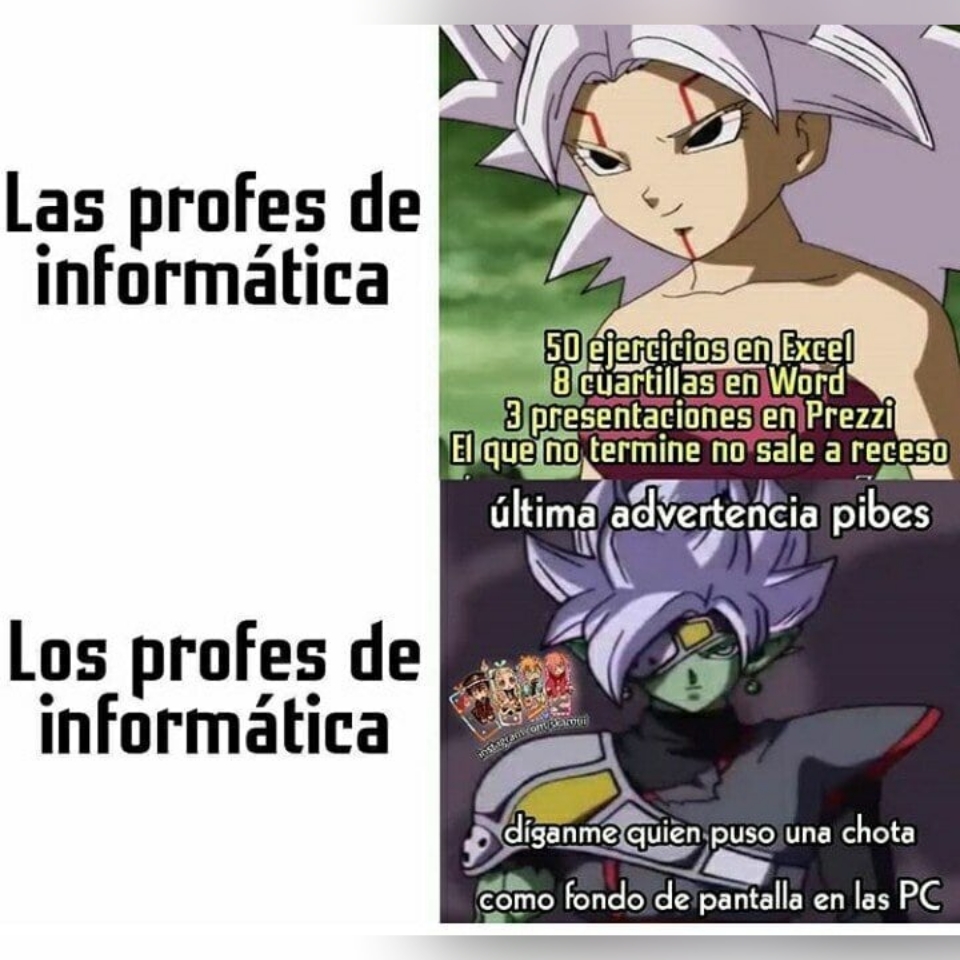 Las profes de
informática
50 ejercicios en Excel
8 cuartillas en Word
3 presentaciones en Prezzi
El que no termine no sale a receso
Los profes de
informática
última advertencia pibes
díganme quien puso una chota
como fondo de pantalla en las PC